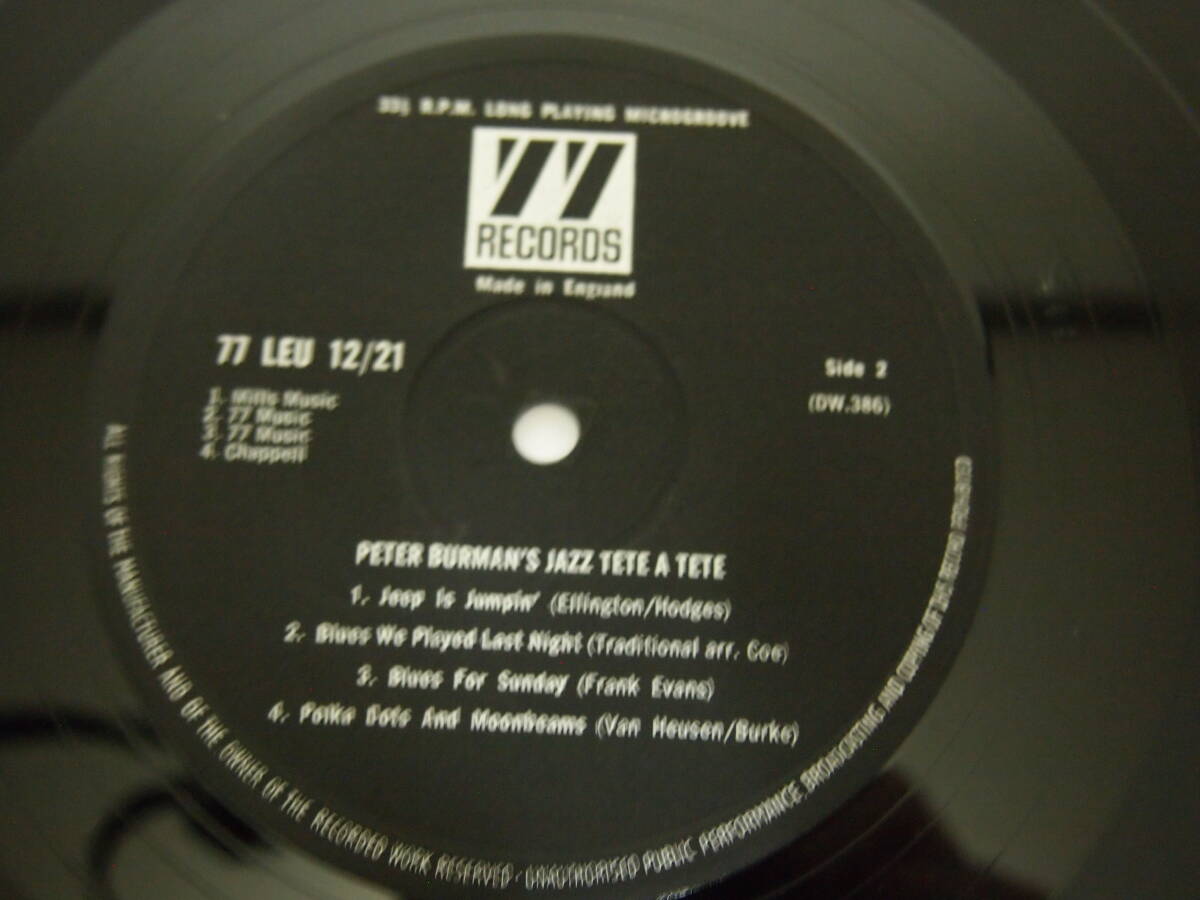 33⅓ R.P.M. LONG PLAYING MICROGROOVE
77
RECORDS
Made in England
77 LEU 12/21
Side 2
(DW.386)
1. Mills Music
2. 77 Music
3. 77 Music
4. Chappell
PETER BURMAN'S JAZZ TETE A TETE
1. Jeep Is Jumpin' (Ellington/Hodges)
2. Blues We Played Last Night (Traditional arr. Coe)
3. Blues For Sunday (Frank Evans)
4. Polka Dots And Moonbeams (Van Heusen/Burke)
ALL RIGHTS OF THE MANUFACTURER AND OF THE OWNER OF THE RECORDED WORK RESERVED · UNAUTHORISED PUBLIC PERFORMANCE, BROADCASTING AND COPYING OF THIS RECORD PROHIBITED